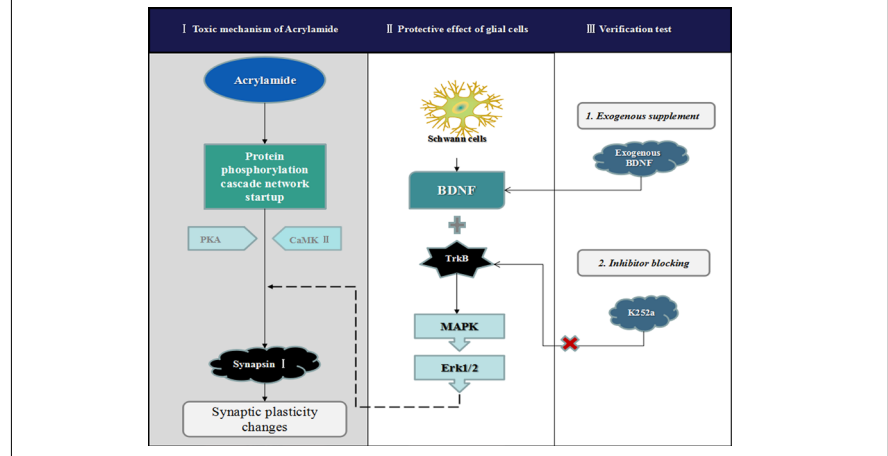 Ⅰ Toxic mechanism of Acrylamide
Ⅱ Protective effect of glial cells
Ⅲ Verification test
Acrylamide
Protein
phosphorylation
cascade network
startup
PKA
CaMK Ⅱ
Synapsin Ⅰ
Synaptic plasticity
changes
Schwann cells
BDNF
TrkB
MAPK
Erk1/2
1. Exogenous supplement
Exogenous
BDNF
2. Inhibitor blocking
K252a